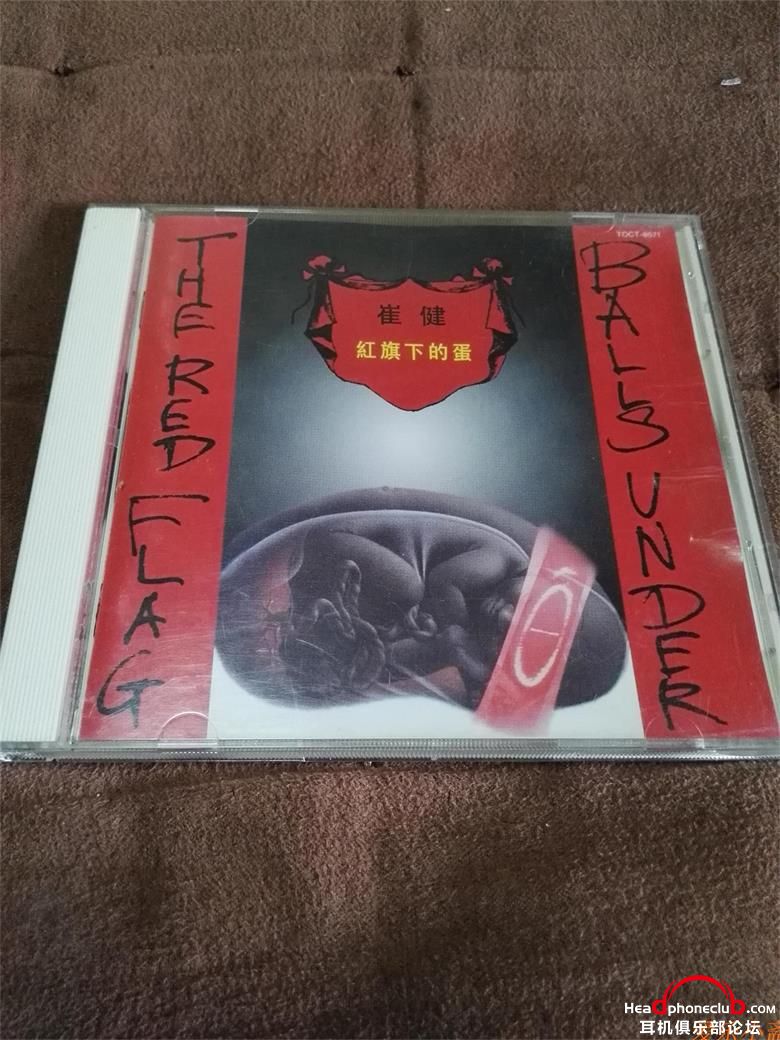 TOCT-8571
BALLS UNDER
THE RED FLAG
崔健
紅旗下的蛋
Headphoneclub.COM
耳机俱乐部论坛